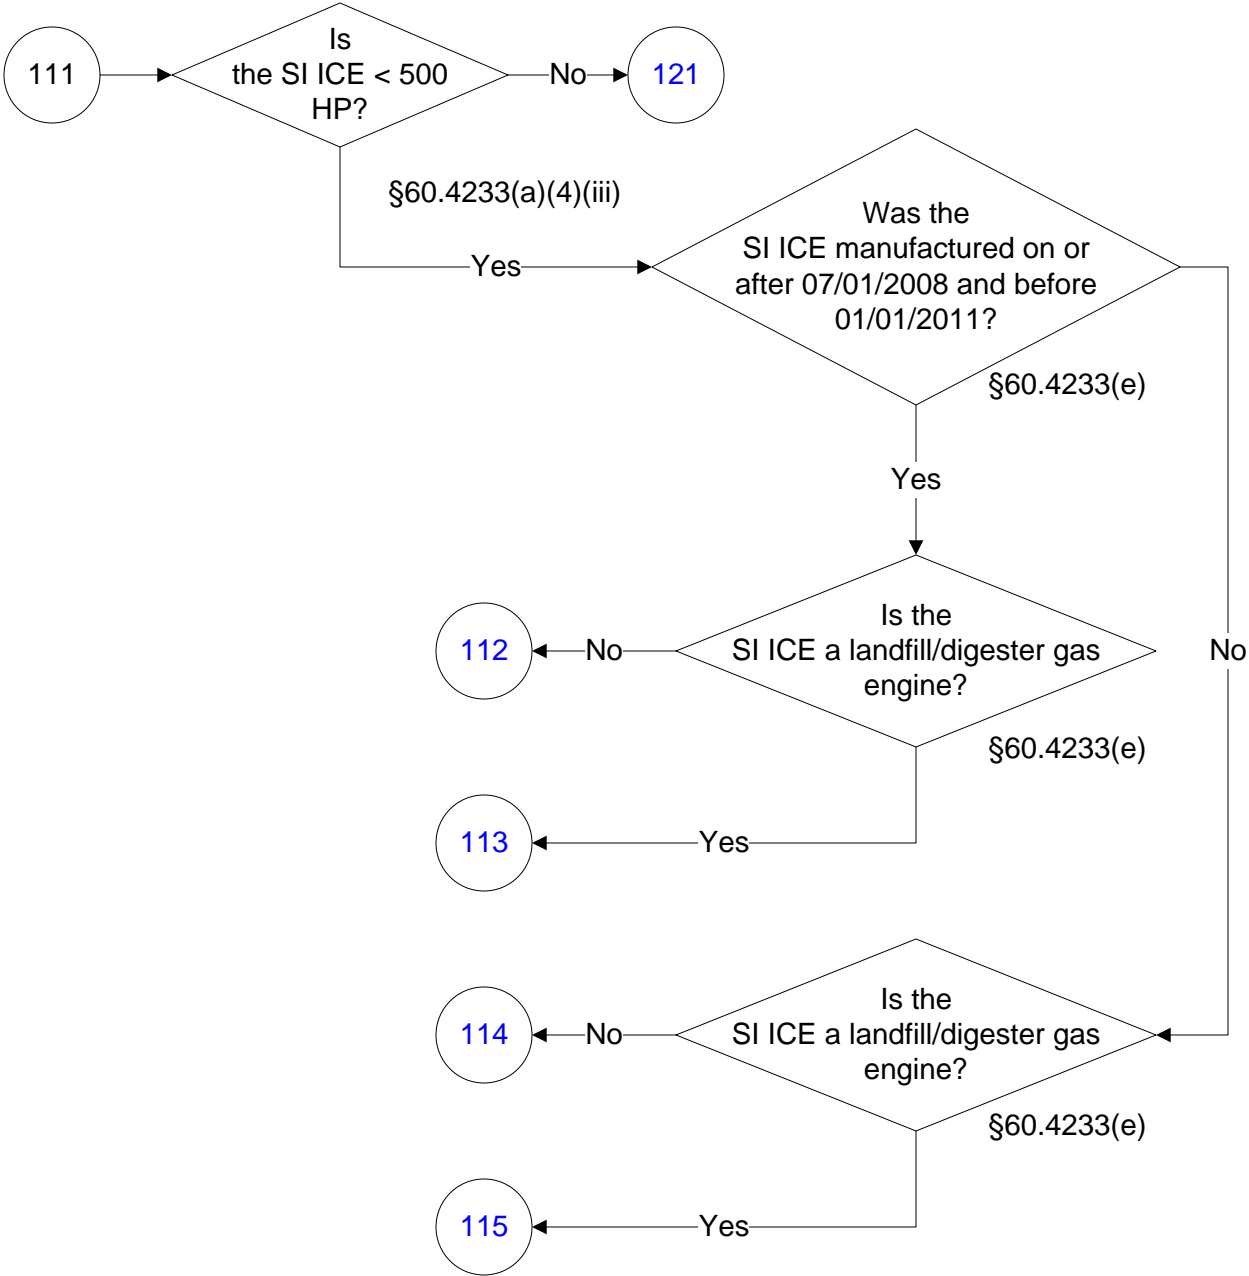 111
Is
the SI ICE < 500
HP?
No
121
§60.4233(a)(4)(iii)
Yes
Was the
SI ICE manufactured on or
after 07/01/2008 and before
01/01/2011?
§60.4233(e)
Yes
No
Is the
SI ICE a landfill/digester gas
engine?
No
112
§60.4233(e)
Yes
113
Is the
SI ICE a landfill/digester gas
engine?
No
114
§60.4233(e)
Yes
115